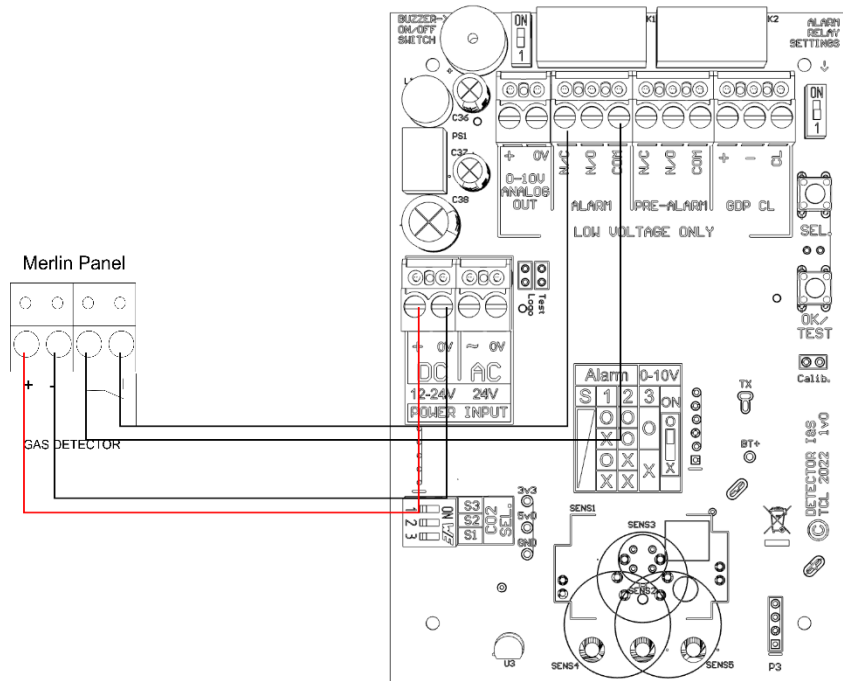 BUZZER-
ON/OFF
SWITCH
ON
1
K1
K2
ALARM
RELAY
SETTINGS
ON
1
C36
PS1
C37
C38
+ 0V
0-10V
ANALOG
OUT
N/C N/O COM
ALARM
N/C N/O COM
PRE-ALARM
+ - CL
GDP CL
LOW VOLTAGE ONLY
SEL.
OK/
TEST
Calib.
Merlin Panel
+ -
GAS DETECTOR
Test
Logo
+ 0V ~ 0V
DC AC
12-24V 24V
POWER INPUT
Alarm 0-10V
S 1 2 3 ON
O O
X O O O
O X
X X X X
TX
BT+
DETECTOR IGS
TCL 2022 1v0
1 2 3
ON
S3
S2
S1
CO2
SEL.
3v3
5v0
GND
SENS1
SENS3
SENS2
SENS4
SENS5
U3
P3